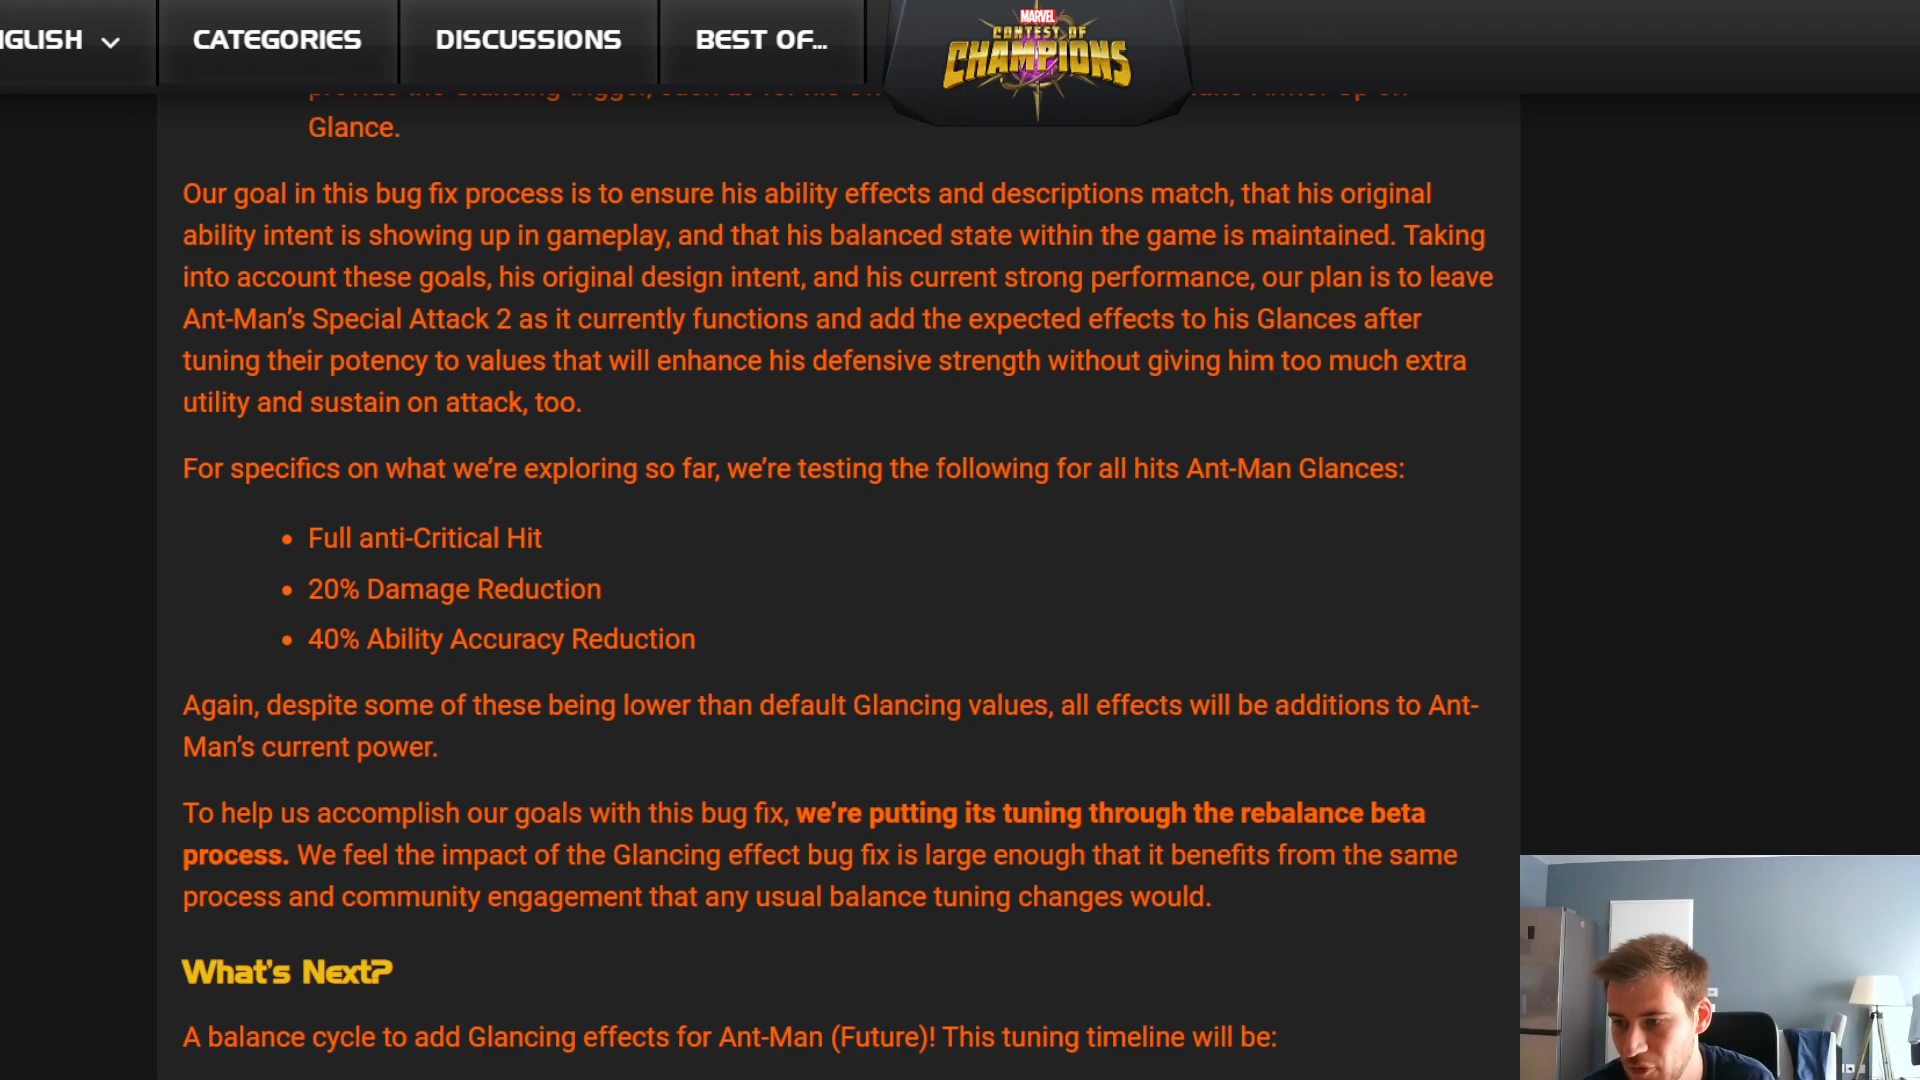 GLISH
CATEGORIES
DISCUSSIONS
BEST OF...
MARVEL
CONTEST OF
CHAMPIONS
Glance.
Our goal in this bug fix process is to ensure his ability effects and descriptions match, that his original
ability intent is showing up in gameplay, and that his balanced state within the game is maintained. Taking
into account these goals, his original design intent, and his current strong performance, our plan is to leave
Ant-Man’s Special Attack 2 as it currently functions and add the expected effects to his Glances after
tuning their potency to values that will enhance his defensive strength without giving him too much extra
utility and sustain on attack, too.
For specifics on what we’re exploring so far, we’re testing the following for all hits Ant-Man Glances:
• Full anti-Critical Hit
• 20% Damage Reduction
• 40% Ability Accuracy Reduction
Again, despite some of these being lower than default Glancing values, all effects will be additions to Ant-
Man’s current power.
To help us accomplish our goals with this bug fix, we’re putting its tuning through the rebalance beta
process. We feel the impact of the Glancing effect bug fix is large enough that it benefits from the same
process and community engagement that any usual balance tuning changes would.
What's Next?
A balance cycle to add Glancing effects for Ant-Man (Future)! This tuning timeline will be: